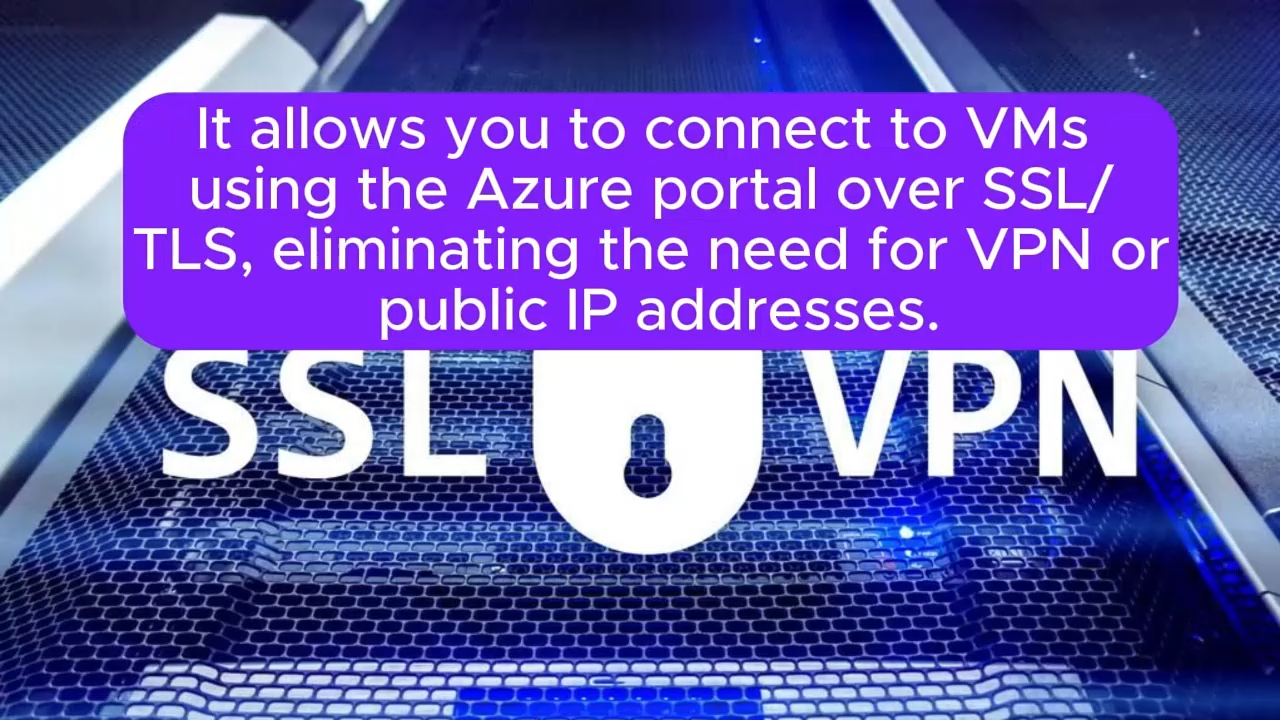 It allows you to connect to VMs
using the Azure portal over SSL/
TLS, eliminating the need for VPN or
public IP addresses.
SSL VPN